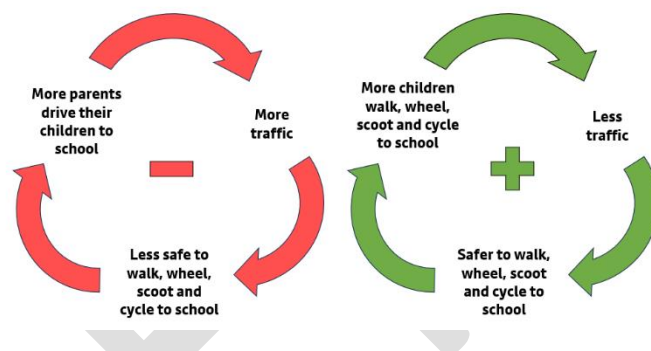 More parents
drive their
children to
school
More
traffic
Less safe to
walk, wheel,
scoot and
cycle to school
More children
walk, wheel,
scoot and cycle
to school
Less
traffic
Safer to walk,
wheel, scoot
and cycle to
school